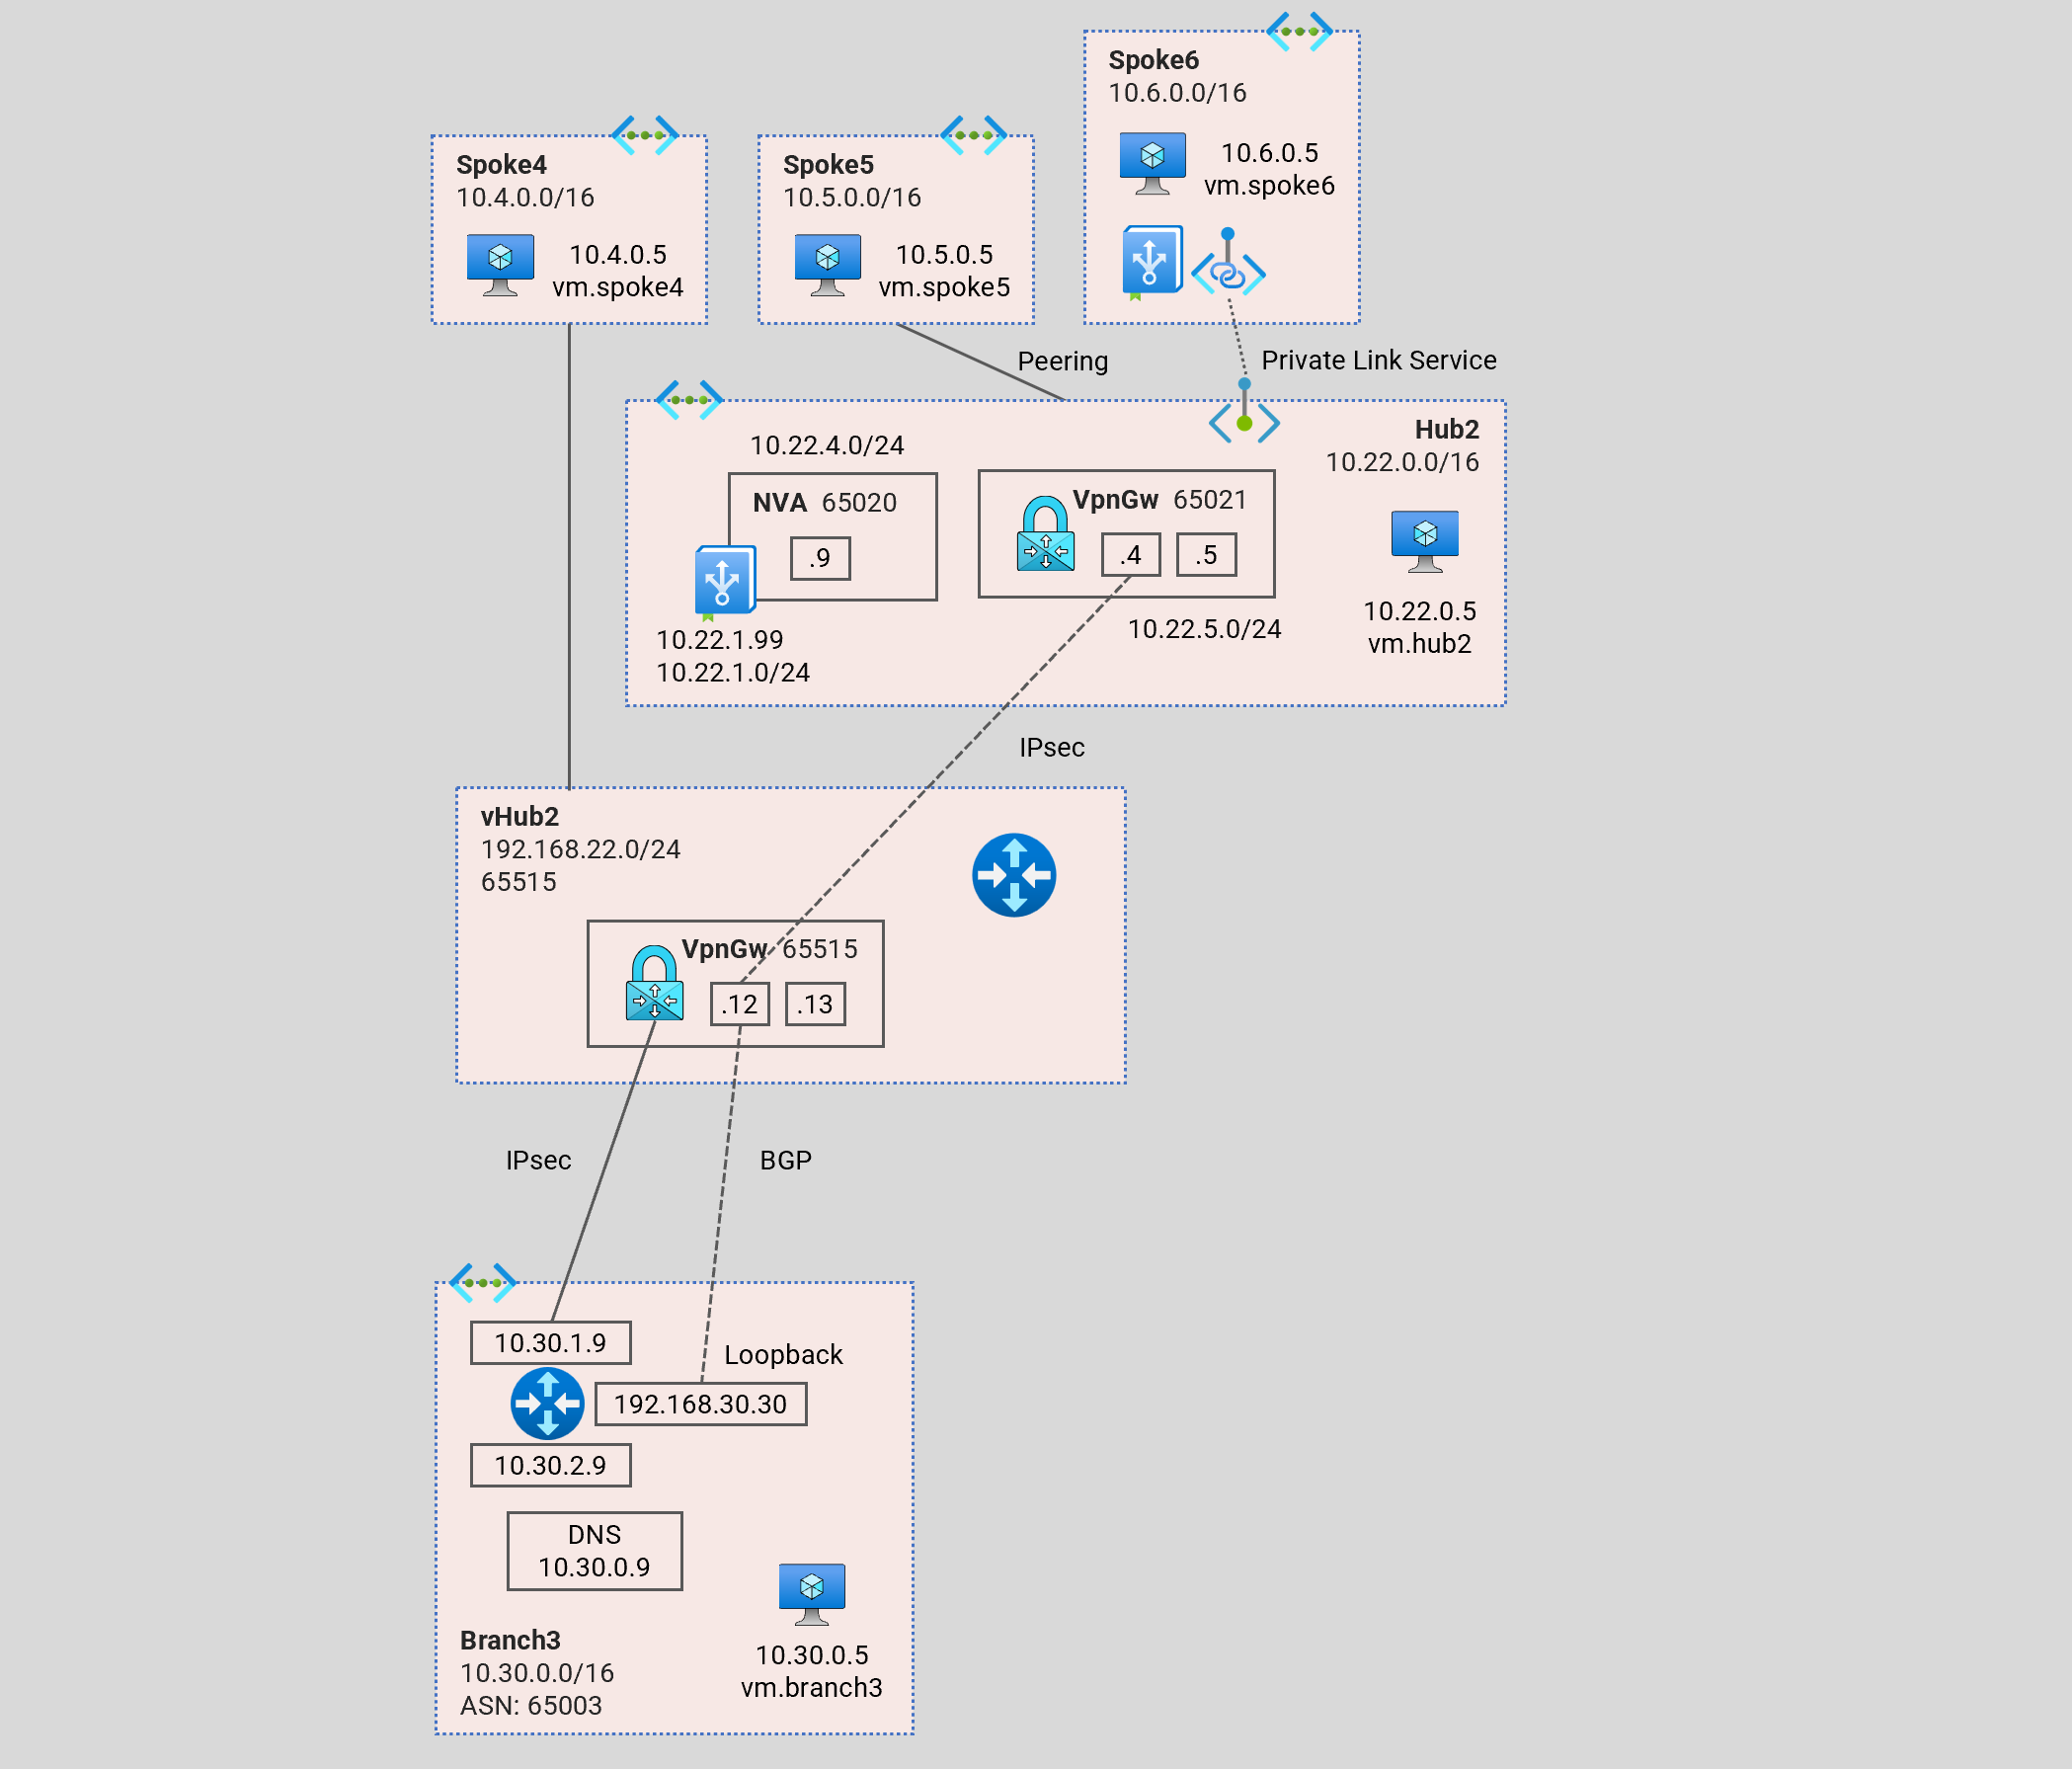 Spoke6
10.6.0.0/16
10.6.0.5
vm.spoke6
Spoke4
10.4.0.0/16
10.4.0.5
vm.spoke4
Spoke5
10.5.0.0/16
10.5.0.5
vm.spoke5
Peering
Private Link Service
Hub2
10.22.0.0/16
10.22.4.0/24
NVA 65020
.9
10.22.1.99
10.22.1.0/24
VpnGw 65021
.4
.5
10.22.5.0/24
10.22.0.5
vm.hub2
IPsec
vHub2
192.168.22.0/24
65515
VpnGw 65515
.12
.13
IPsec
BGP
10.30.1.9
Loopback
192.168.30.30
10.30.2.9
DNS
10.30.0.9
Branch3
10.30.0.0/16
ASN: 65003
10.30.0.5
vm.branch3